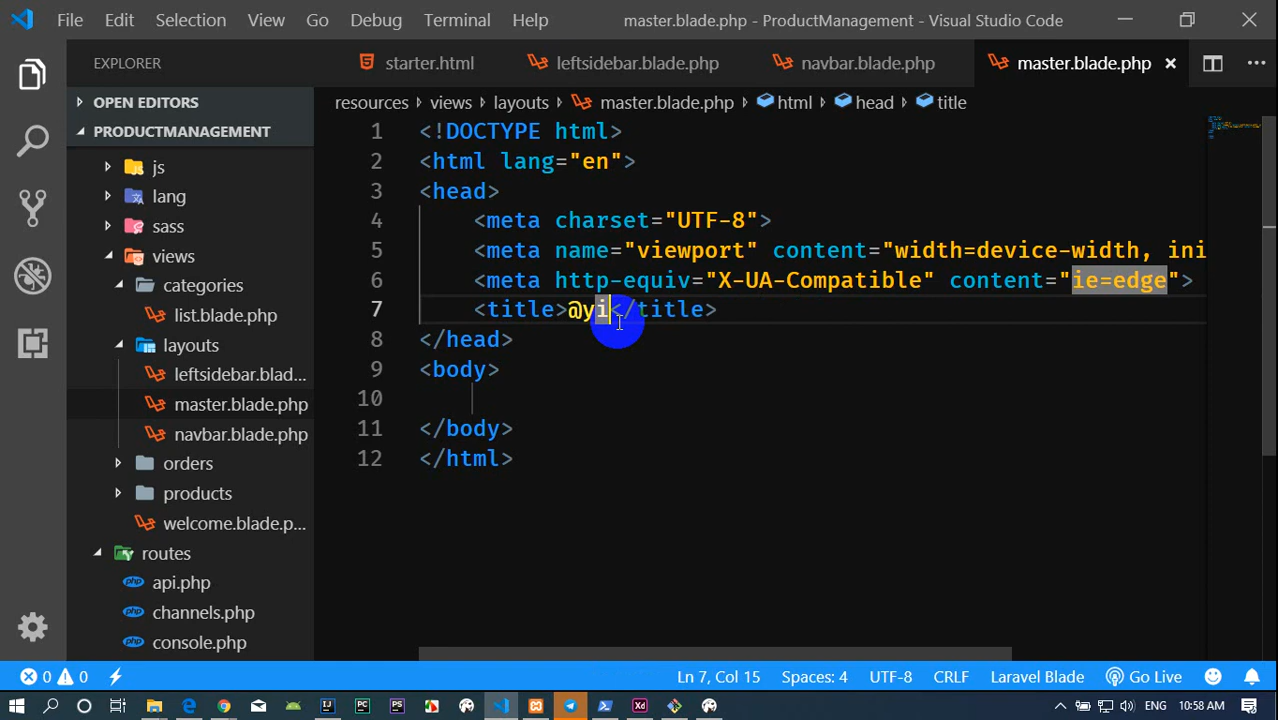 File Edit Selection View Go Debug Terminal Help master.blade.php - ProductManagement - Visual Studio Code
EXPLORER starter.html leftsidebar.blade.php navbar.blade.php master.blade.php
OPEN EDITORS
PRODUCTMANAGEMENT
js
lang
sass
views
categories
list.blade.php
layouts
leftsidebar.blad...
master.blade.php
navbar.blade.php
orders
products
welcome.blade.p...
routes
api.php
channels.php
console.php
resources › views › layouts › master.blade.php › html › head › title
1 <!DOCTYPE html>
2 <html lang="en">
3 <head>
4 <meta charset="UTF-8">
5 <meta name="viewport" content="width=device-width, ini
6 <meta http-equiv="X-UA-Compatible" content="ie=edge">
7 <title>@yi</title>
8 </head>
9 <body>
10
11 </body>
12 </html>
0 0 Ln 7, Col 15 Spaces: 4 UTF-8 CRLF Laravel Blade Go Live
ENG 10:58 AM